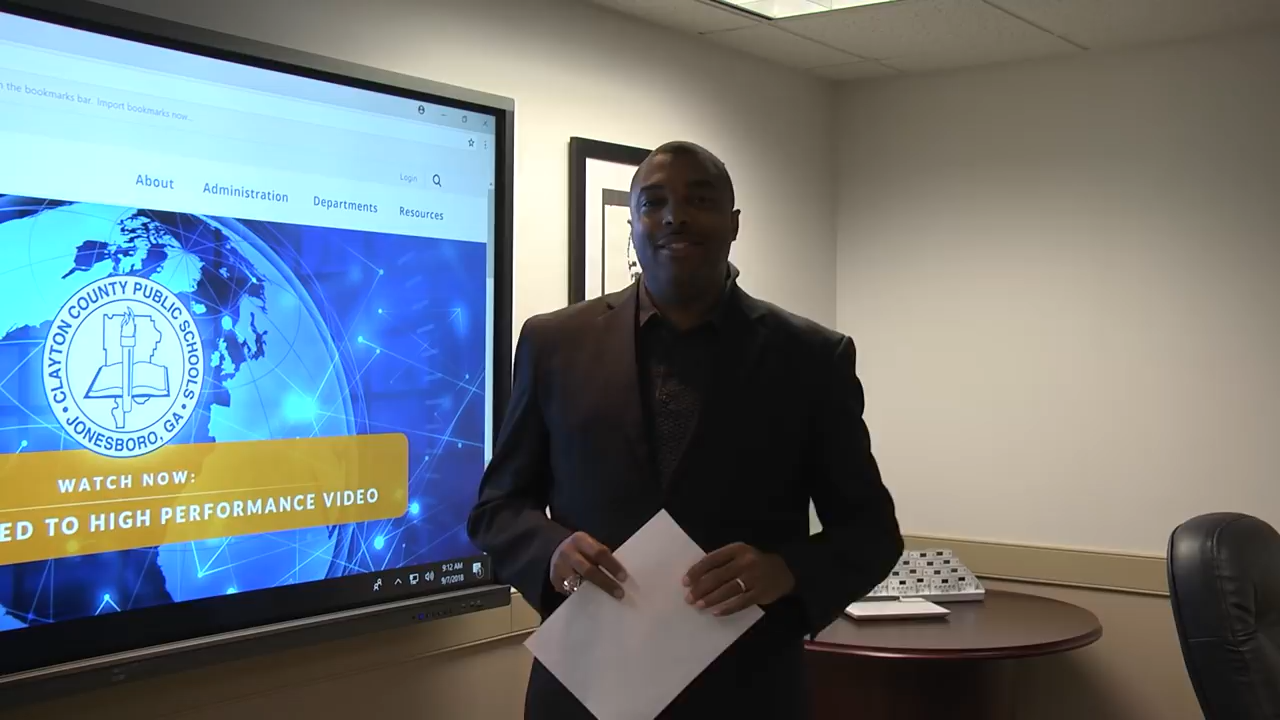 the bookmarks bar. Import bookmarks now...
Login
About Administration Departments Resources
CLAYTON COUNTY PUBLIC SCHOOLS
JONESBORO, GA
WATCH NOW:
ED TO HIGH PERFORMANCE VIDEO
9:12 AM
9/7/2018